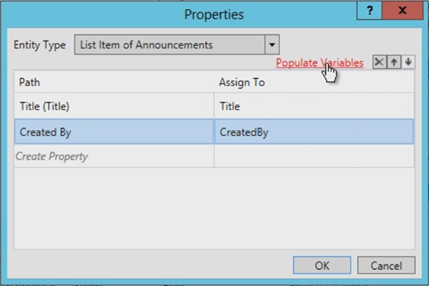 Properties
? X
Entity Type List Item of Announcements
Populate Variables
Path Assign To
Title (Title) Title
Created By CreatedBy
Create Property
OK Cancel